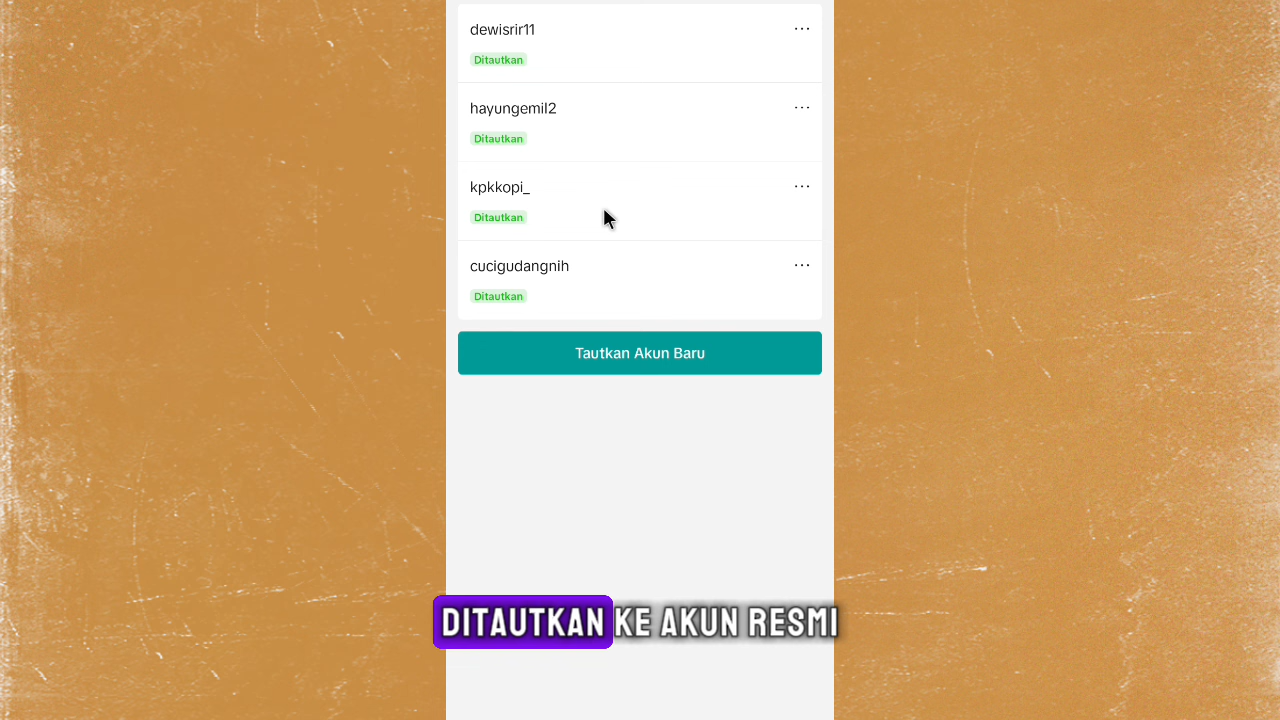 dewisrir11
...
Ditautkan
hayungemil2
...
Ditautkan
kpkkopi_
...
Ditautkan
cucigudangnih
...
Ditautkan
Tautkan Akun Baru
DITAUTKAN KE AKUN RESMI